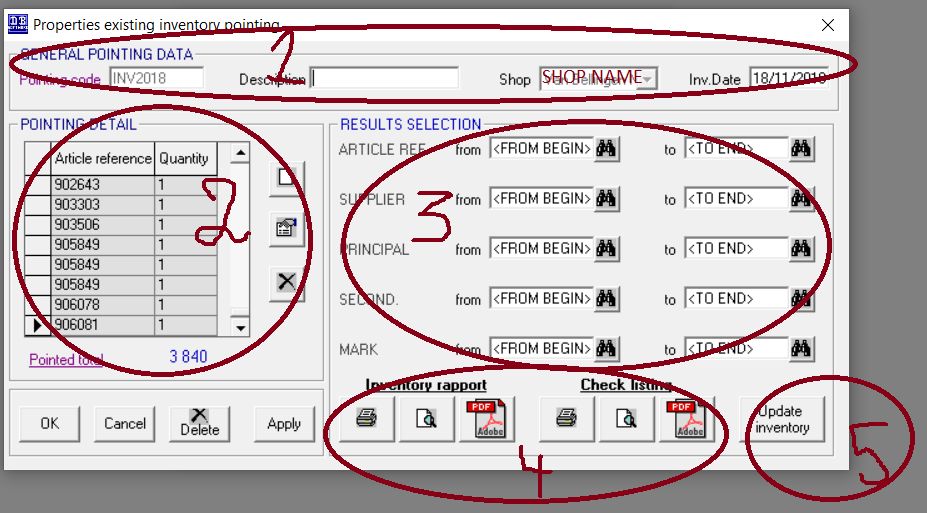 Properties existing inventory pointing
GENERAL POINTING DATA
1
Pointing code INV2018 Description Shop SHOP NAME Inv.Date 18/11/2018
POINTING DETAIL
Article reference Quantity
902643 1
903303 1
903506 1
905849 1
905849 1
905849 1
906078 1
906081 1
2
Pointed total 3 840
RESULTS SELECTION
ARTICLE REF. from <FROM BEGIN> to <TO END>
SUPPLIER from <FROM BEGIN> to <TO END>
3
PRINCIPAL from <FROM BEGIN> to <TO END>
SECOND. from <FROM BEGIN> to <TO END>
MARK from <FROM BEGIN> to <TO END>
Inventory rapport Check listing
PDF Adobe PDF Adobe
4
OK Cancel Delete Apply
Update
inventory
5